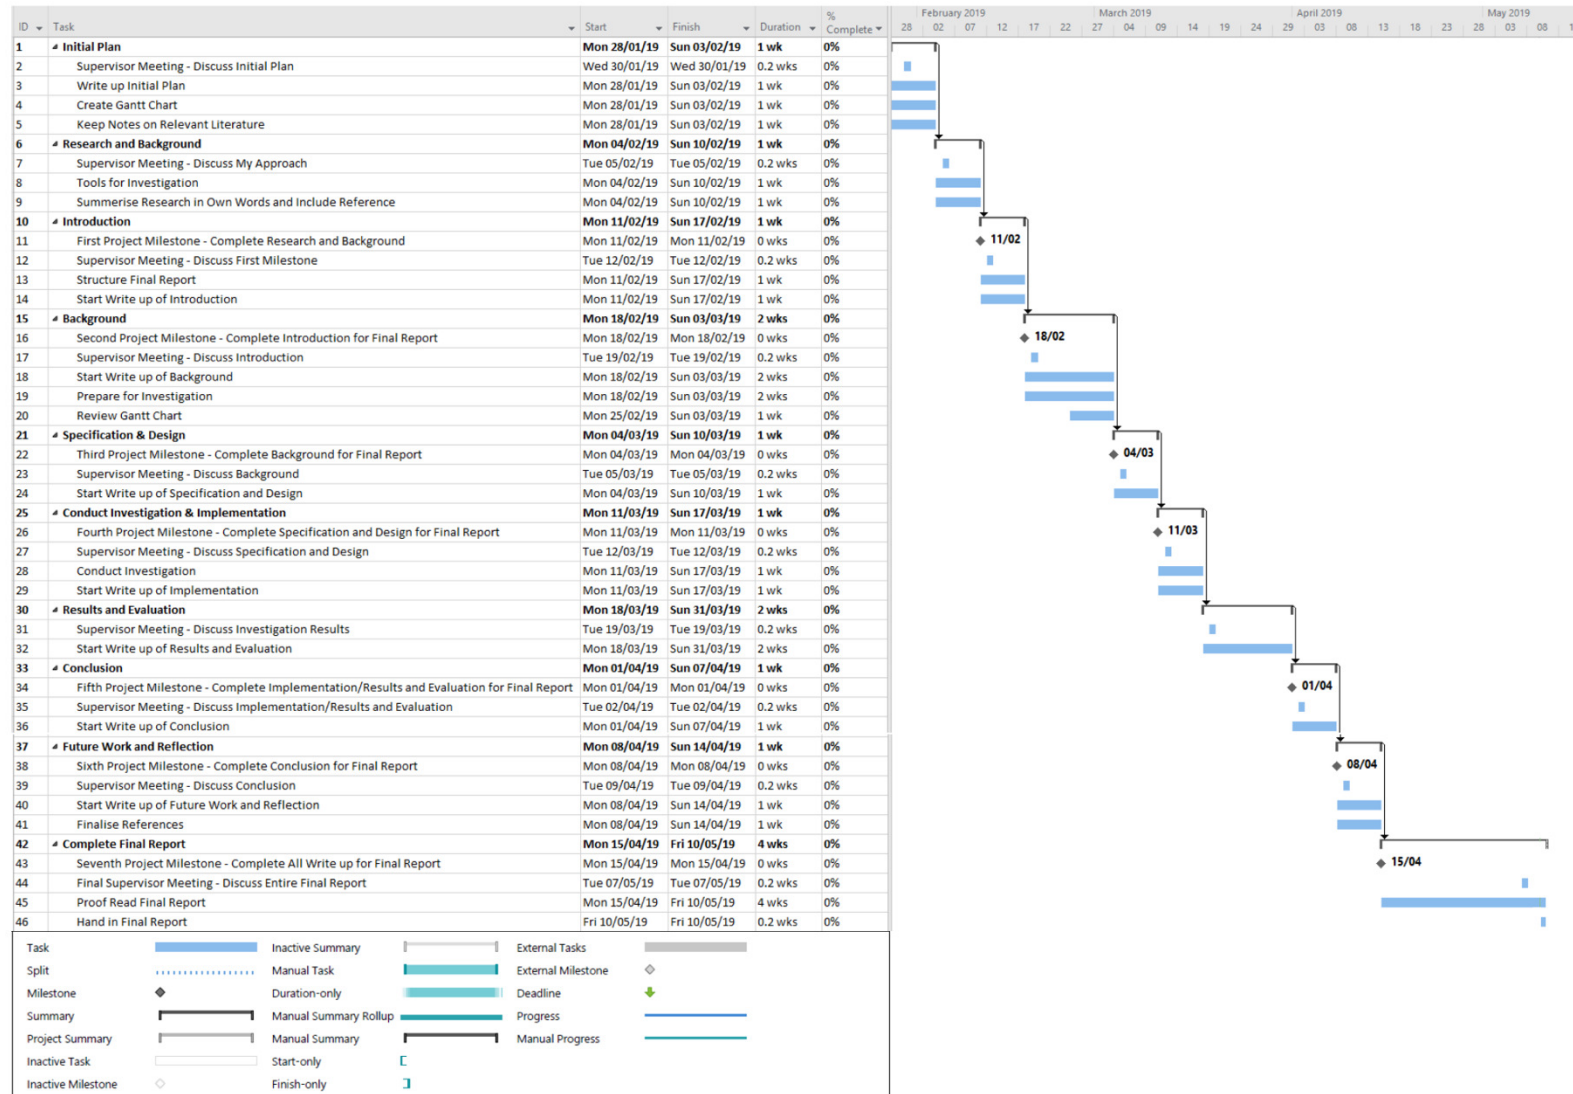 ID Task Start Finish Duration % Complete
1 Initial Plan Mon 28/01/19 Sun 03/02/19 1 wk 0%
2 Supervisor Meeting - Discuss Initial Plan Wed 30/01/19 Wed 30/01/19 0.2 wks 0%
3 Write up Initial Plan Mon 28/01/19 Sun 03/02/19 1 wk 0%
4 Create Gantt Chart Mon 28/01/19 Sun 03/02/19 1 wk 0%
5 Keep Notes on Relevant Literature Mon 28/01/19 Sun 03/02/19 1 wk 0%
6 Research and Background Mon 04/02/19 Sun 10/02/19 1 wk 0%
7 Supervisor Meeting - Discuss My Approach Tue 05/02/19 Tue 05/02/19 0.2 wks 0%
8 Tools for Investigation Mon 04/02/19 Sun 10/02/19 1 wk 0%
9 Summerise Research in Own Words and Include Reference Mon 04/02/19 Sun 10/02/19 1 wk 0%
10 Introduction Mon 11/02/19 Sun 17/02/19 1 wk 0%
11 First Project Milestone - Complete Research and Background Mon 11/02/19 Mon 11/02/19 0 wks 0%
12 Supervisor Meeting - Discuss First Milestone Tue 12/02/19 Tue 12/02/19 0.2 wks 0%
13 Structure Final Report Mon 11/02/19 Sun 17/02/19 1 wk 0%
14 Start Write up of Introduction Mon 11/02/19 Sun 17/02/19 1 wk 0%
15 Background Mon 18/02/19 Sun 03/03/19 2 wks 0%
16 Second Project Milestone - Complete Introduction for Final Report Mon 18/02/19 Mon 18/02/19 0 wks 0%
17 Supervisor Meeting - Discuss Introduction Tue 19/02/19 Tue 19/02/19 0.2 wks 0%
18 Start Write up of Background Mon 18/02/19 Sun 03/03/19 2 wks 0%
19 Prepare for Investigation Mon 18/02/19 Sun 03/03/19 2 wks 0%
20 Review Gantt Chart Mon 25/02/19 Sun 03/03/19 1 wk 0%
21 Specification & Design Mon 04/03/19 Sun 10/03/19 1 wk 0%
22 Third Project Milestone - Complete Background for Final Report Mon 04/03/19 Mon 04/03/19 0 wks 0%
23 Supervisor Meeting - Discuss Background Tue 05/03/19 Tue 05/03/19 0.2 wks 0%
24 Start Write up of Specification and Design Mon 04/03/19 Sun 10/03/19 1 wk 0%
25 Conduct Investigation & Implementation Mon 11/03/19 Sun 17/03/19 1 wk 0%
26 Fourth Project Milestone - Complete Specification and Design for Final Report Mon 11/03/19 Mon 11/03/19 0 wks 0%
27 Supervisor Meeting - Discuss Specification and Design Tue 12/03/19 Tue 12/03/19 0.2 wks 0%
28 Conduct Investigation Mon 11/03/19 Sun 17/03/19 1 wk 0%
29 Start Write up of Implementation Mon 11/03/19 Sun 17/03/19 1 wk 0%
30 Results and Evaluation Mon 18/03/19 Sun 31/03/19 2 wks 0%
31 Supervisor Meeting - Discuss Investigation Results Tue 19/03/19 Tue 19/03/19 0.2 wks 0%
32 Start Write up of Results and Evaluation Mon 18/03/19 Sun 31/03/19 2 wks 0%
33 Conclusion Mon 01/04/19 Sun 07/04/19 1 wk 0%
34 Fifth Project Milestone - Complete Implementation/Results and Evaluation for Final Report Mon 01/04/19 Mon 01/04/19 0 wks 0%
35 Supervisor Meeting - Discuss Implementation/Results and Evaluation Tue 02/04/19 Tue 02/04/19 0.2 wks 0%
36 Start Write up of Conclusion Mon 01/04/19 Sun 07/04/19 1 wk 0%
37 Future Work and Reflection Mon 08/04/19 Sun 14/04/19 1 wk 0%
38 Sixth Project Milestone - Complete Conclusion for Final Report Mon 08/04/19 Mon 08/04/19 0 wks 0%
39 Supervisor Meeting - Discuss Conclusion Tue 09/04/19 Tue 09/04/19 0.2 wks 0%
40 Start Write up of Future Work and Reflection Mon 08/04/19 Sun 14/04/19 1 wk 0%
41 Finalise References Mon 08/04/19 Sun 14/04/19 1 wk 0%
42 Complete Final Report Mon 15/04/19 Fri 10/05/19 4 wks 0%
43 Seventh Project Milestone - Complete All Write up for Final Report Mon 15/04/19 Mon 15/04/19 0 wks 0%
44 Final Supervisor Meeting - Discuss Entire Final Report Tue 07/05/19 Tue 07/05/19 0.2 wks 0%
45 Proof Read Final Report Mon 15/04/19 Fri 10/05/19 4 wks 0%
46 Hand in Final Report Fri 10/05/19 Fri 10/05/19 0.2 wks 0%
February 2019 March 2019 April 2019 May 2019
28 02 07 12 17 22 27 04 09 14 19 24 29 03 08 13 18 23 28 03 08
11/02
18/02
04/03
11/03
01/04
08/04
15/04
Task Inactive Summary External Tasks
Split Manual Task External Milestone
Milestone Duration-only Deadline
Summary Manual Summary Rollup Progress
Project Summary Manual Summary Manual Progress
Inactive Task Start-only
Inactive Milestone Finish-only